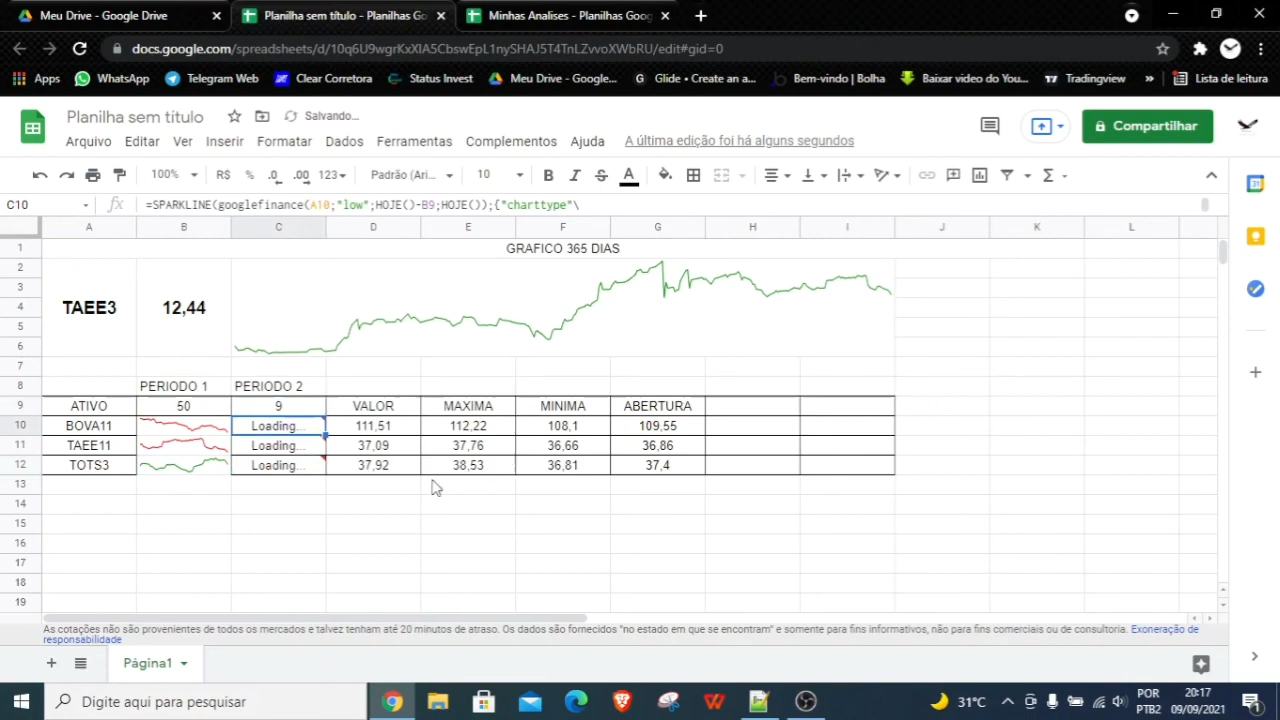 Meu Drive - Google Drive
Planilha sem título - Planilhas Go
Minhas Analises - Planilhas Goog
docs.google.com/spreadsheets/d/10q6U9wgrKxXIA5CbswEpL1nySHAJ5T4TnLZvvoXWbRU/edit#gid=0
Apps
WhatsApp
Telegram Web
Clear Corretora
Status Invest
Meu Drive - Google...
Glide • Create an a...
Bem-vindo | Bolha
Baixar video do You...
Tradingview
»
Lista de leitura
Planilha sem título
Salvando...
Arquivo Editar Ver Inserir Formatar Dados Ferramentas Complementos Ajuda
A última edição foi há alguns segundos
Compartilhar
100% R$ % .0 .00 123 Padrão (Ari... 10 B I S A
C10
fx =SPARKLINE(googlefinance(A10;"low";HOJE()-B9;HOJE());{"charttype"\
A B C D E F G H I J K L
1 GRAFICO 365 DIAS
2
3
4 TAEE3 12,44
5
6
7
8 PERIODO 1 PERIODO 2
9 ATIVO 50 9 VALOR MAXIMA MINIMA ABERTURA
10 BOVA11 Loading... 111,51 112,22 108,1 109,55
11 TAEE11 Loading... 37,09 37,76 36,66 36,86
12 TOTS3 Loading... 37,92 38,53 36,81 37,4
13
14
15
16
17
18
19
As cotações não são provenientes de todos os mercados e talvez tenham até 20 minutos de atraso. Os dados são fornecidos "no estado em que se encontram" e somente para fins informativos, não para fins comerciais ou de consultoria. Exoneração de
responsabilidade
Página1
Digite aqui para pesquisar
31°C
POR
PTB2
20:17
09/09/2021
1